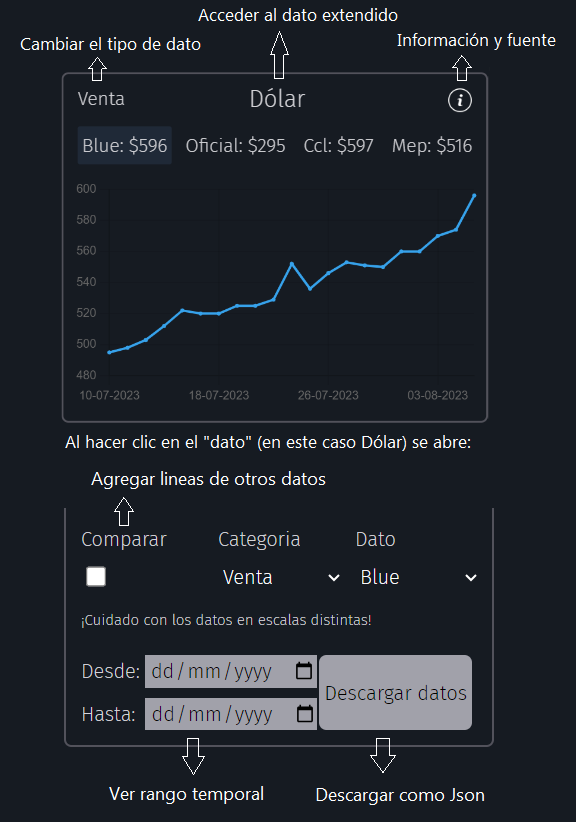 Acceder al dato extendido
Cambiar el tipo de dato
Información y fuente
Venta
Dólar
i
Blue: $596
Oficial: $295
Ccl: $597
Mep: $516
600
580
560
540
520
500
480
10-07-2023
18-07-2023
26-07-2023
03-08-2023
Al hacer clic en el "dato" (en este caso Dólar) se abre:
Agregar lineas de otros datos
Comparar
Categoria
Dato
Venta
Blue
¡Cuidado con los datos en escalas distintas!
Desde:
dd/mm/yyyy
Descargar datos
Hasta:
dd/mm/yyyy
Ver rango temporal
Descargar como Json